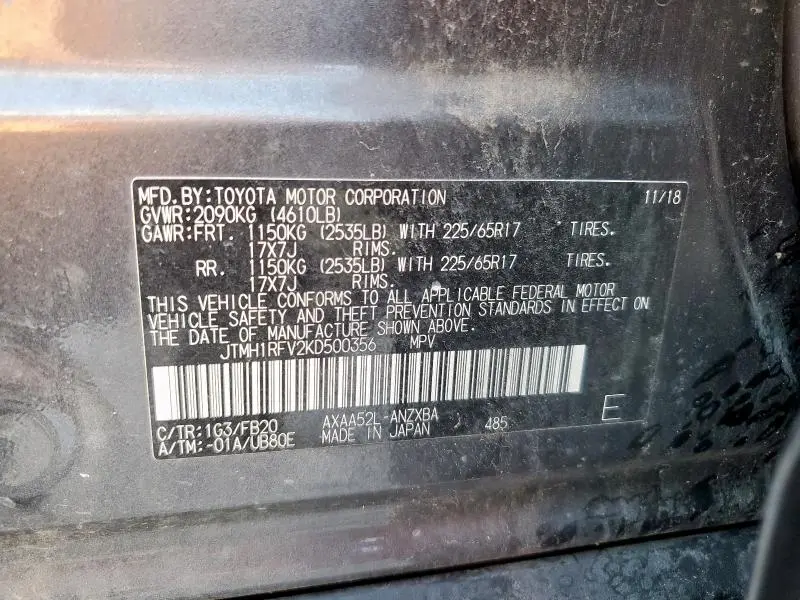 MFD.BY:TOYOTA MOTOR CORPORATION 11/18
GVWR:2090KG (4610LB)
GAWR:FRT. 1150KG (2535LB) WITH 225/65R17 TIRES.
17X7J RIMS.
RR. 1150KG (2535LB) WITH 225/65R17 TIRES.
17X7J RIMS.
THIS VEHICLE CONFORMS TO ALL APPLICABLE FEDERAL MOTOR
VEHICLE SAFETY AND THEFT PREVENTION STANDARDS IN EFFECT ON
THE DATE OF MANUFACTURE SHOWN ABOVE.
JTMH1RFV2KD500356 MPV
C/TR:1G3/FB20 AXAA52L-ANZXBA 485 E
A/TM:-01A/UB80E MADE IN JAPAN